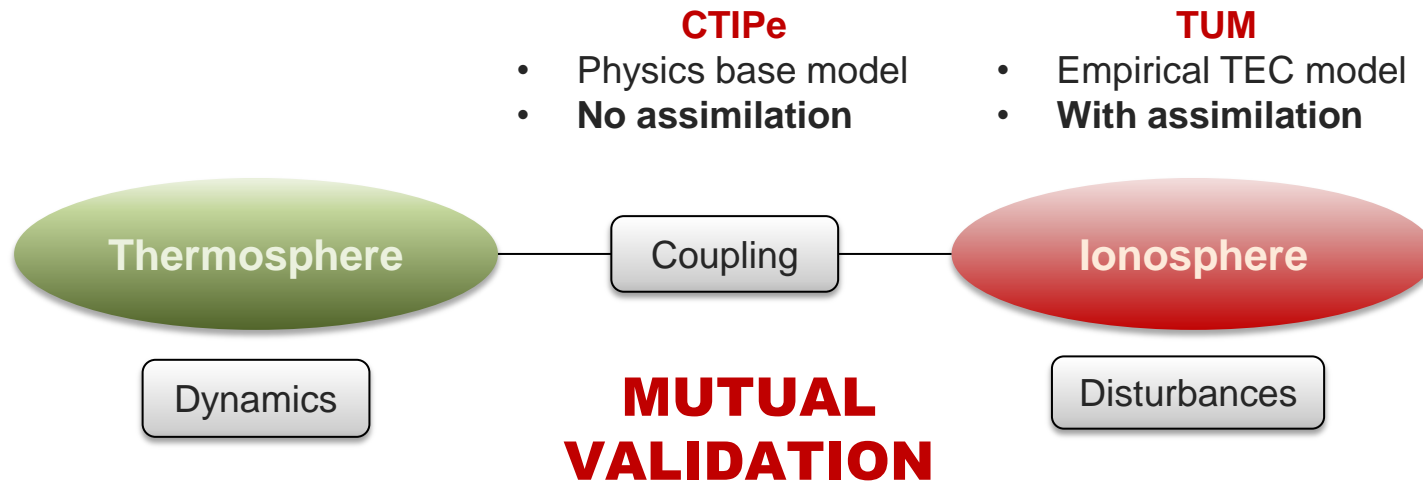 CTIPe
• Physics base model
• No assimilation
TUM
• Empirical TEC model
• With assimilation
Thermosphere
Coupling
Ionosphere
Dynamics
MUTUAL
VALIDATION
Disturbances